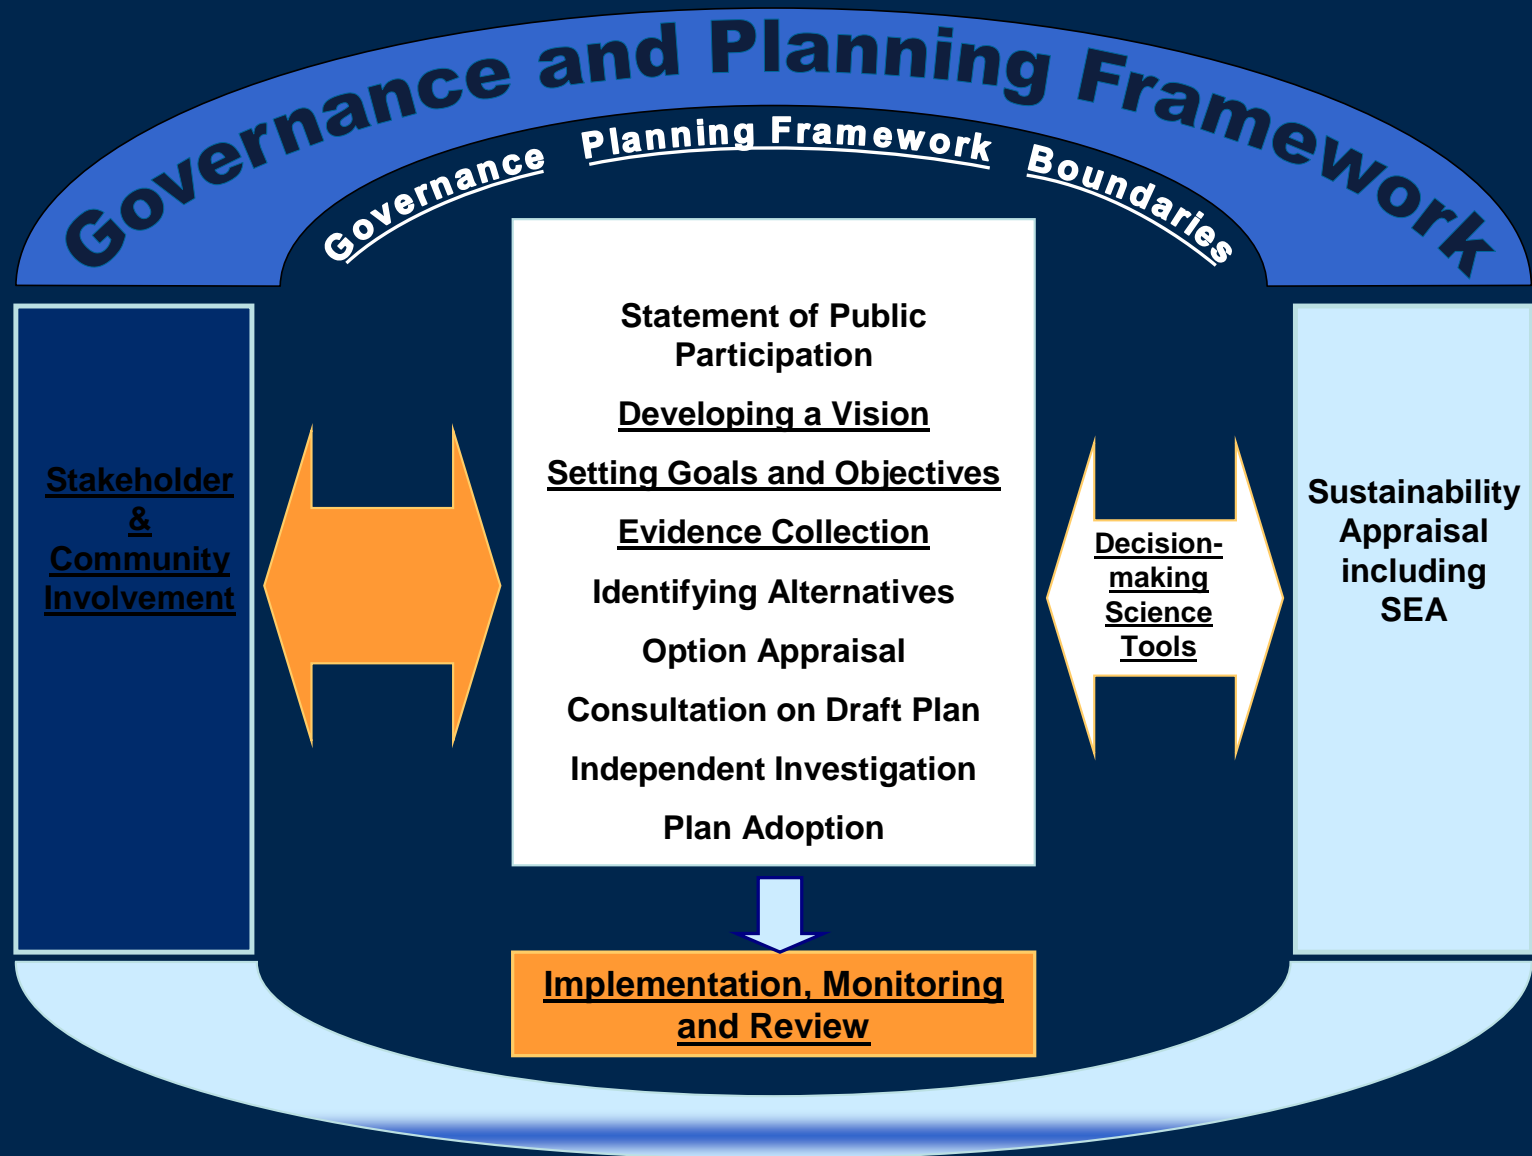 Governance and Planning Framework
Governance Planning Framework Boundaries
Statement of Public
Participation
Developing a Vision
Setting Goals and Objectives
Evidence Collection
Identifying Alternatives
Option Appraisal
Consultation on Draft Plan
Independent Investigation
Plan Adoption
Stakeholder
&
Community
Involvement
Decision-
making
Science
Tools
Sustainability
Appraisal
including
SEA
Implementation, Monitoring
and Review